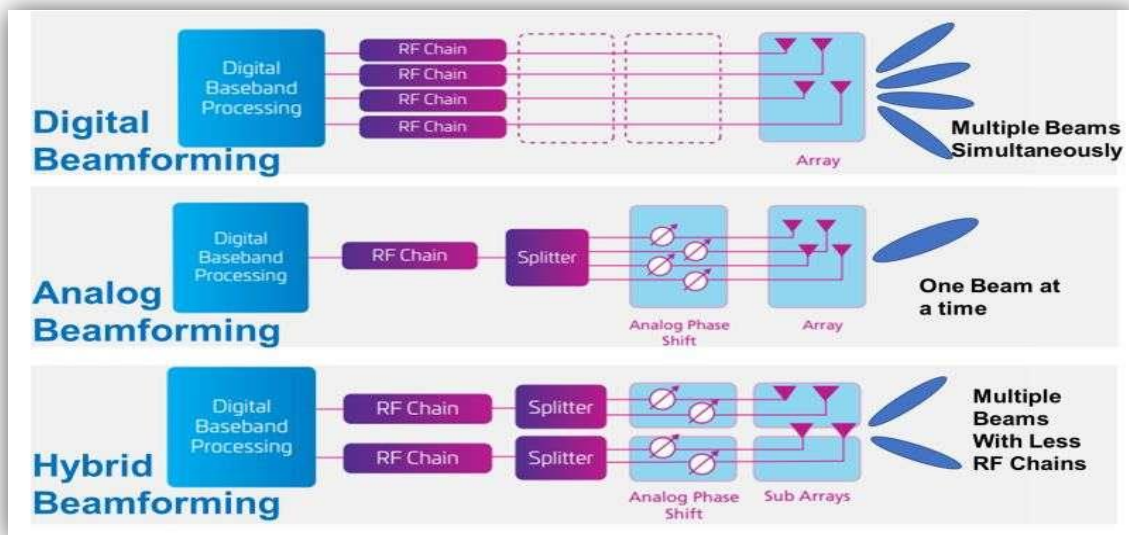 Digital
Baseband
Processing
RF Chain
RF Chain
RF Chain
RF Chain
Array
Multiple Beams
Simultaneously
Digital
Beamforming
Digital
Baseband
Processing
RF Chain
Splitter
Analog Phase
Shift
Array
One Beam at
a time
Analog
Beamforming
Digital
Baseband
Processing
RF Chain
Splitter
RF Chain
Splitter
Analog Phase
Shift
Sub Arrays
Multiple
Beams
With Less
RF Chains
Hybrid
Beamforming